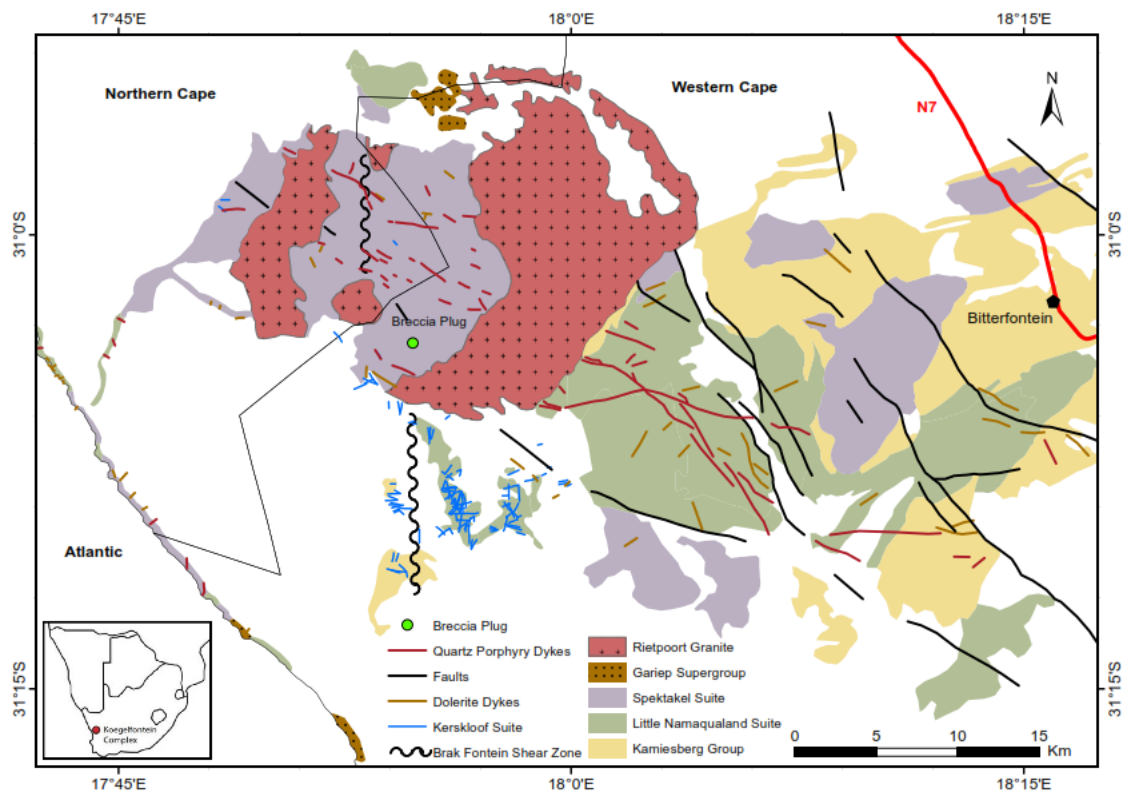 17°45'E
18°0'E
18°15'E
Northern Cape
Western Cape
N
N7
31°0'S
31°0'S
Breccia Plug
Bitterfontein
Atlantic
Breccia Plug
Quartz Porphyry Dykes
Faults
Dolerite Dykes
Kerskloof Suite
Brak Fontein Shear Zone
Rietpoort Granite
Gariep Supergroup
Spektakel Suite
Little Namaqualand Suite
Kamiesberg Group
Koegelfontein
Complex
0 5 10 15
Km
31°15'S
31°15'S
17°45'E
18°0'E
18°15'E